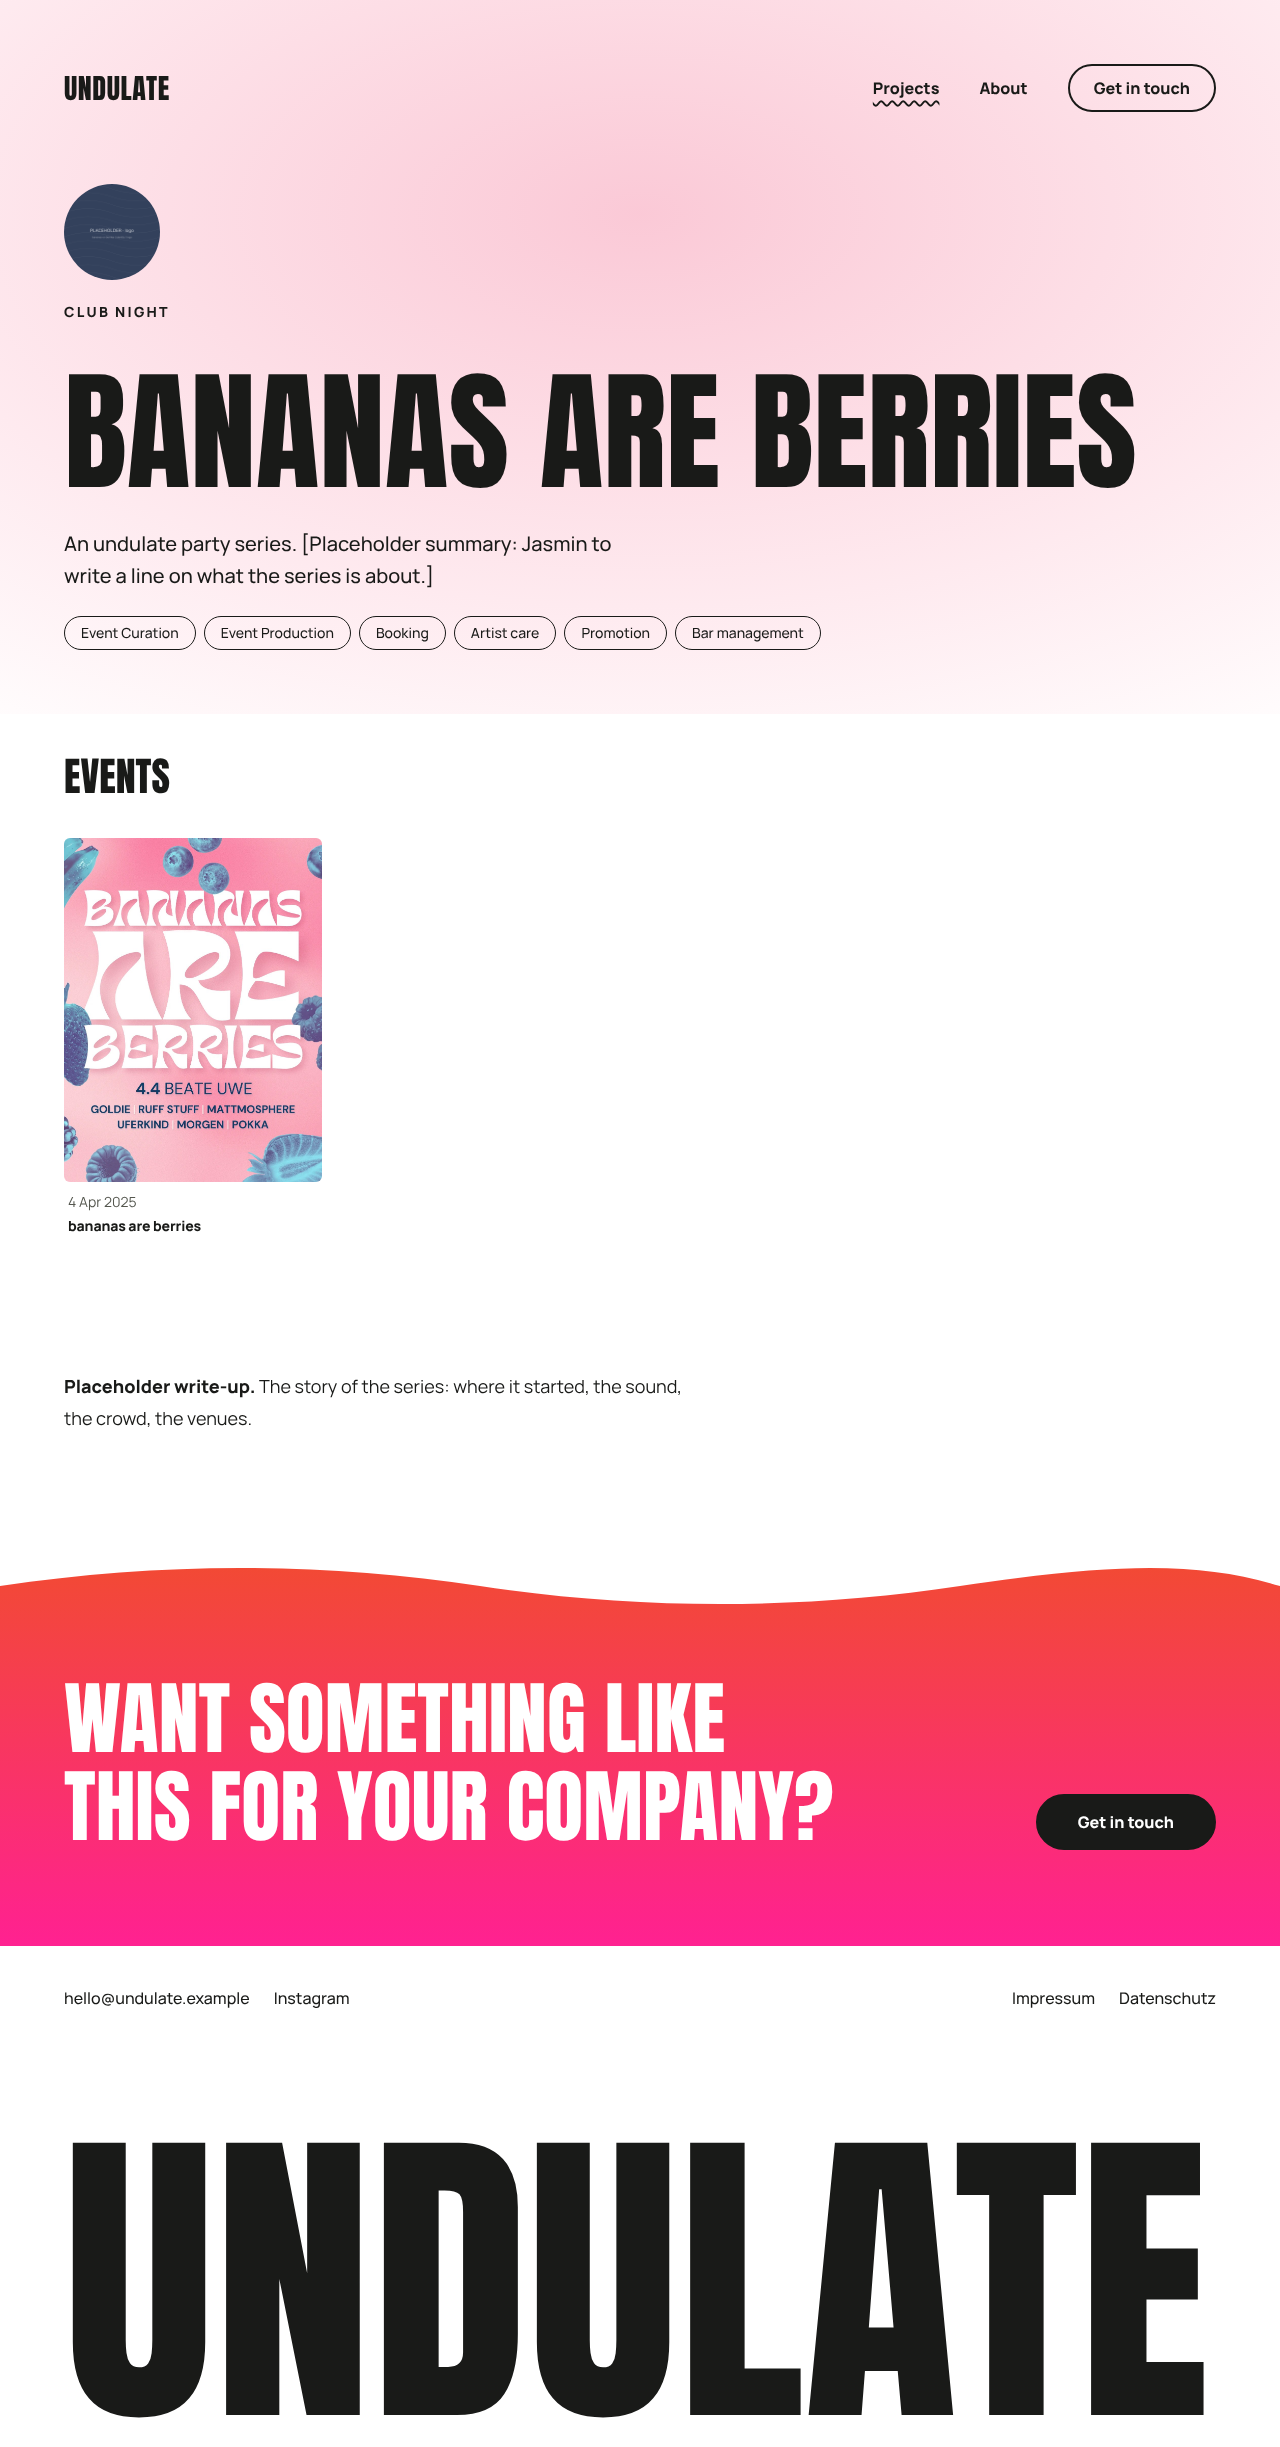 UNDULATE
Projects About Get in touch
PLACEHOLDER · logo
CLUB NIGHT
BANANAS ARE BERRIES
An undulate party series. [Placeholder summary: Jasmin to
write a line on what the series is about.]
Event Curation Event Production Booking Artist care Promotion Bar management
EVENTS
BANANAS
ARE
BERRIES
4.4 BEATE UWE
GOLDIE | RUFF STUFF | MATTMOSPHERE
UFERKIND | MORGEN | POKKA
4 Apr 2025
bananas are berries
Placeholder write-up. The story of the series: where it started, the sound,
the crowd, the venues.
WANT SOMETHING LIKE
THIS FOR YOUR COMPANY?
Get in touch
hello@undulate.example Instagram Impressum Datenschutz
UNDULATE